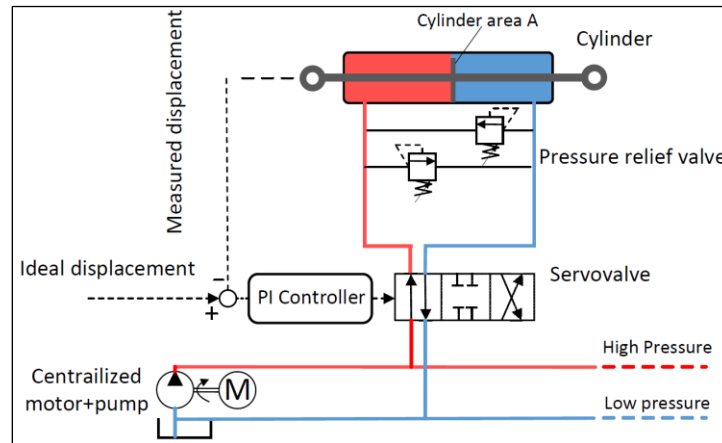 Cylinder area A
Cylinder
Measured displacement
Pressure relief valve
Ideal displacement
−
+
PI Controller
Servovalve
High Pressure
Centrailized
motor+pump
M
Low pressure